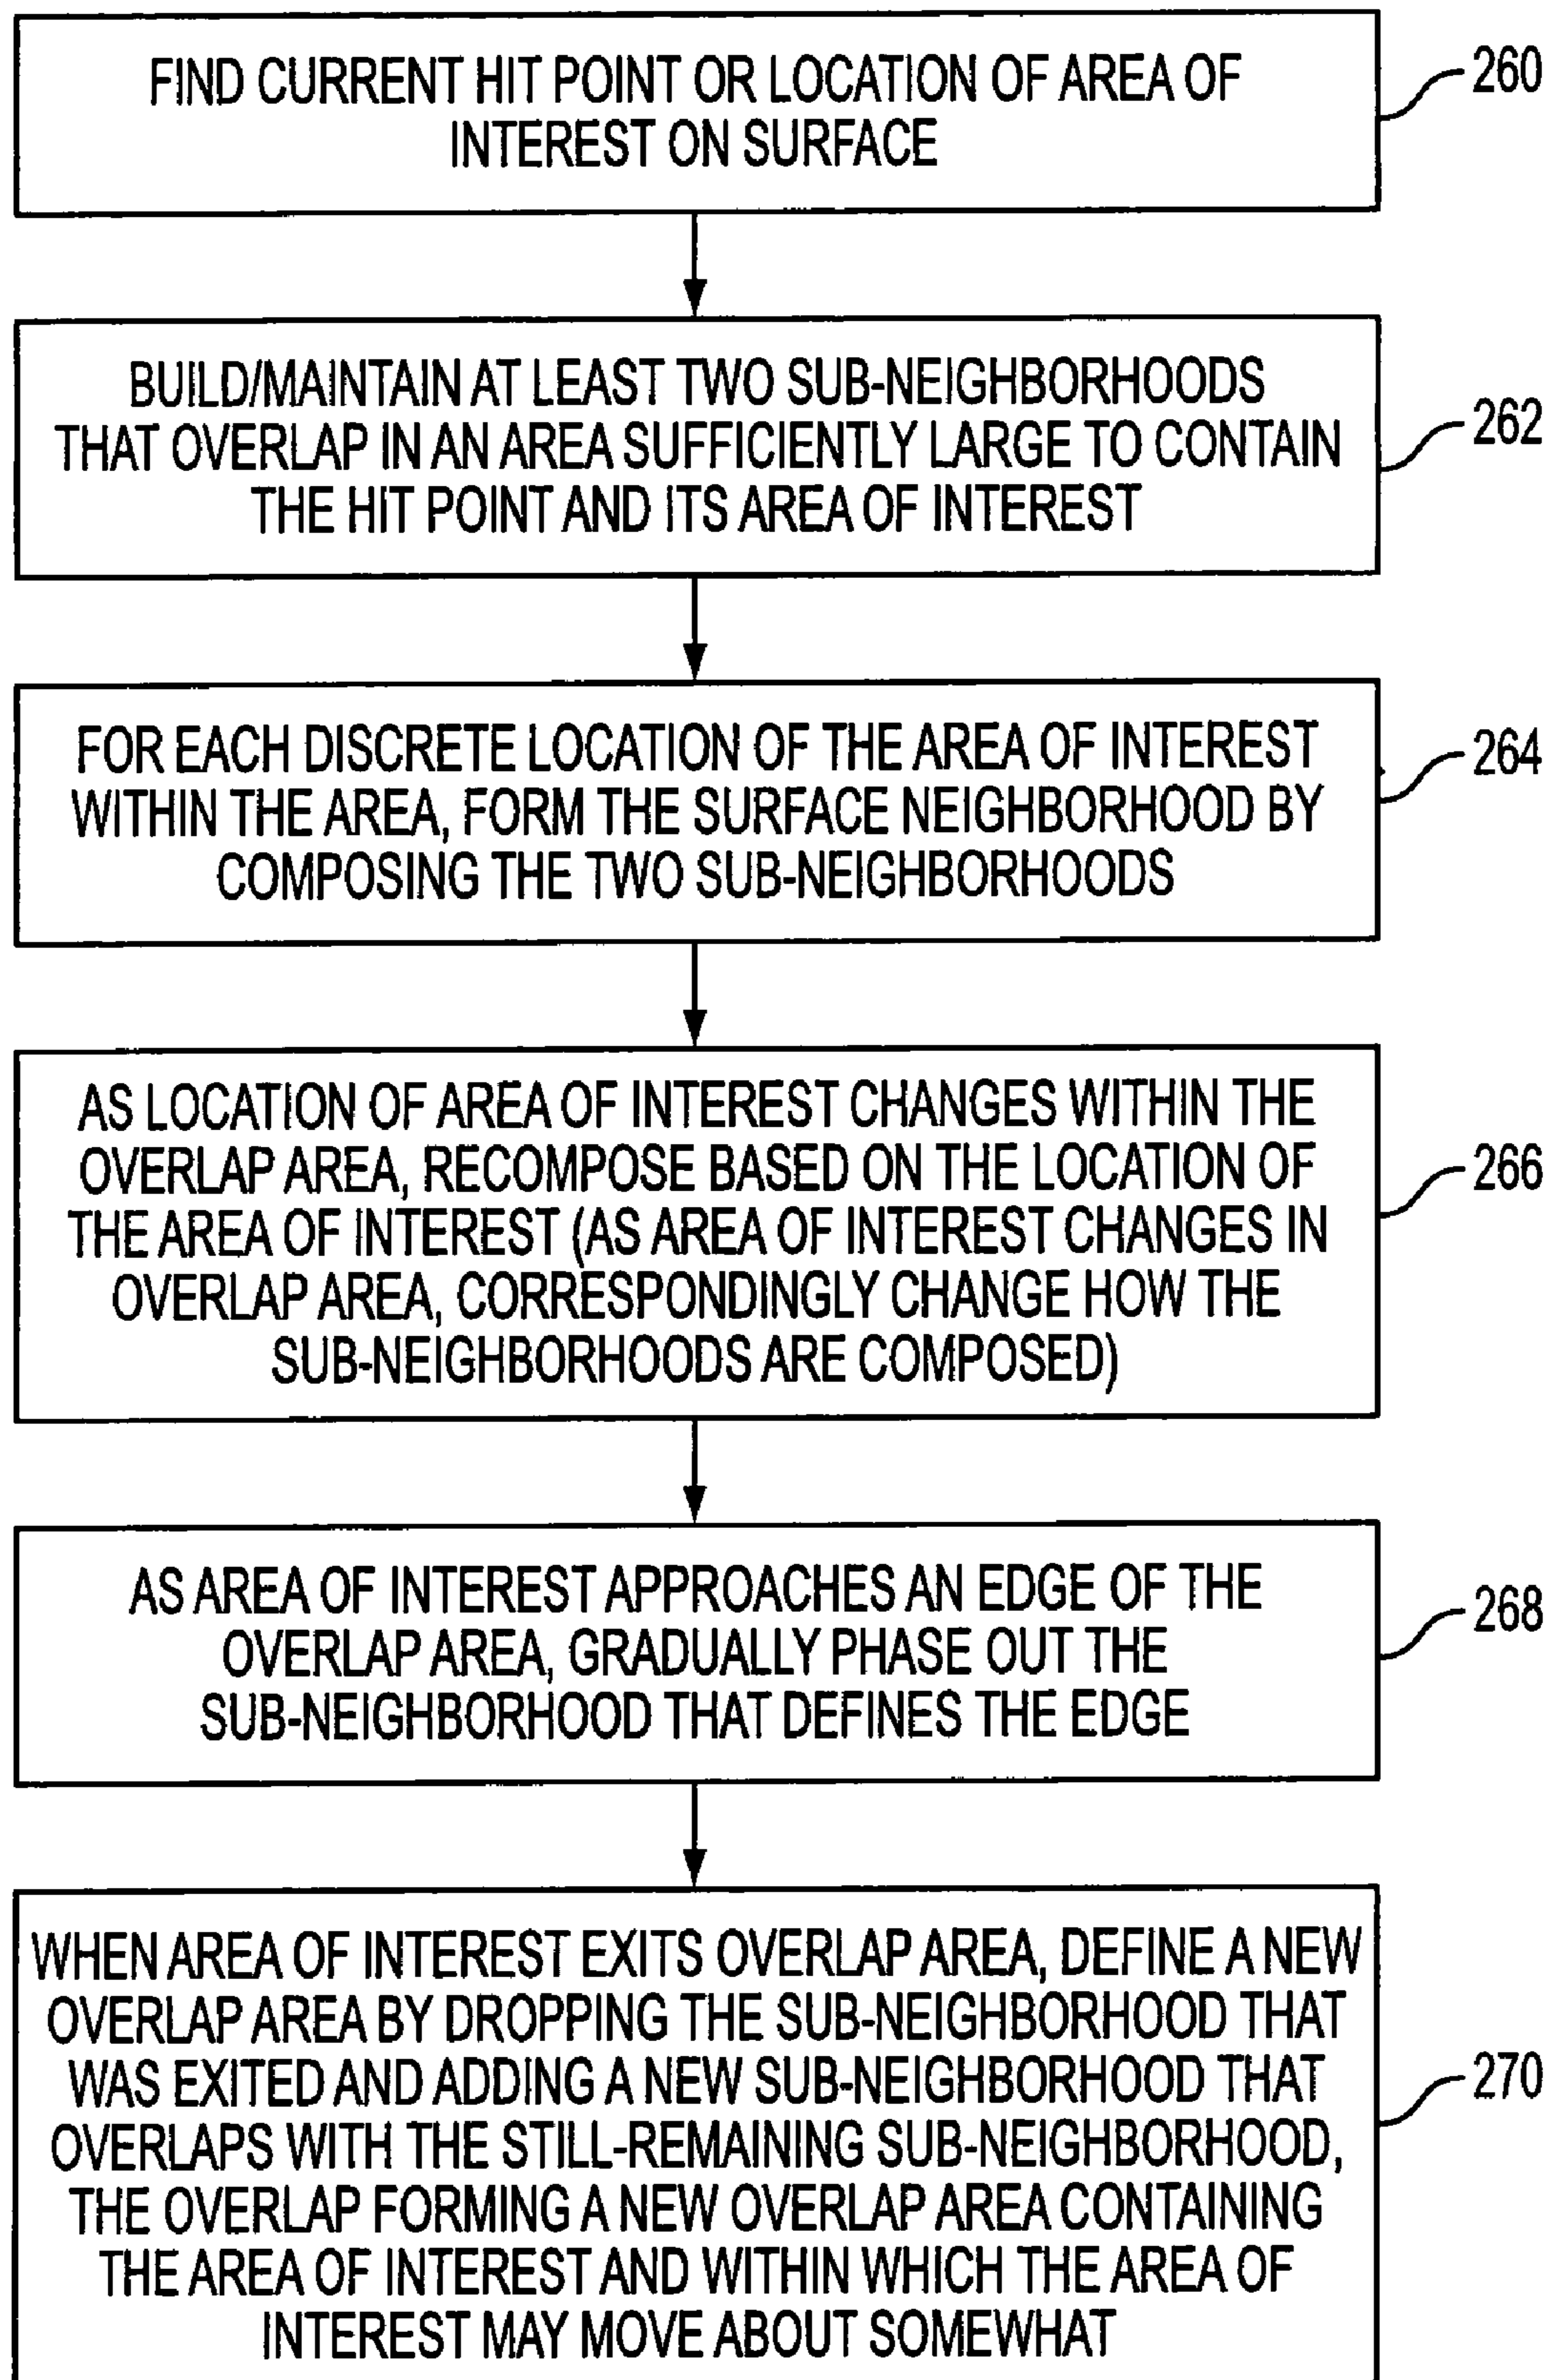 FIND CURRENT HIT POINT OR LOCATION OF AREA OF
INTEREST ON SURFACE
260
BUILD/MAINTAIN AT LEAST TWO SUB-NEIGHBORHOODS
THAT OVERLAP IN AN AREA SUFFICIENTLY LARGE TO CONTAIN
THE HIT POINT AND ITS AREA OF INTEREST
262
FOR EACH DISCRETE LOCATION OF THE AREA OF INTEREST
WITHIN THE AREA, FORM THE SURFACE NEIGHBORHOOD BY
COMPOSING THE TWO SUB-NEIGHBORHOODS
264
AS LOCATION OF AREA OF INTEREST CHANGES WITHIN THE
OVERLAP AREA, RECOMPOSE BASED ON THE LOCATION OF
THE AREA OF INTEREST (AS AREA OF INTEREST CHANGES IN
OVERLAP AREA, CORRESPONDINGLY CHANGE HOW THE
SUB-NEIGHBORHOODS ARE COMPOSED)
266
AS AREA OF INTEREST APPROACHES AN EDGE OF THE
OVERLAP AREA, GRADUALLY PHASE OUT THE
SUB-NEIGHBORHOOD THAT DEFINES THE EDGE
268
WHEN AREA OF INTEREST EXITS OVERLAP AREA, DEFINE A NEW
OVERLAP AREA BY DROPPING THE SUB-NEIGHBORHOOD THAT
WAS EXITED AND ADDING A NEW SUB-NEIGHBORHOOD THAT
OVERLAPS WITH THE STILL-REMAINING SUB-NEIGHBORHOOD,
THE OVERLAP FORMING A NEW OVERLAP AREA CONTAINING
THE AREA OF INTEREST AND WITHIN WHICH THE AREA OF
INTEREST MAY MOVE ABOUT SOMEWHAT
270